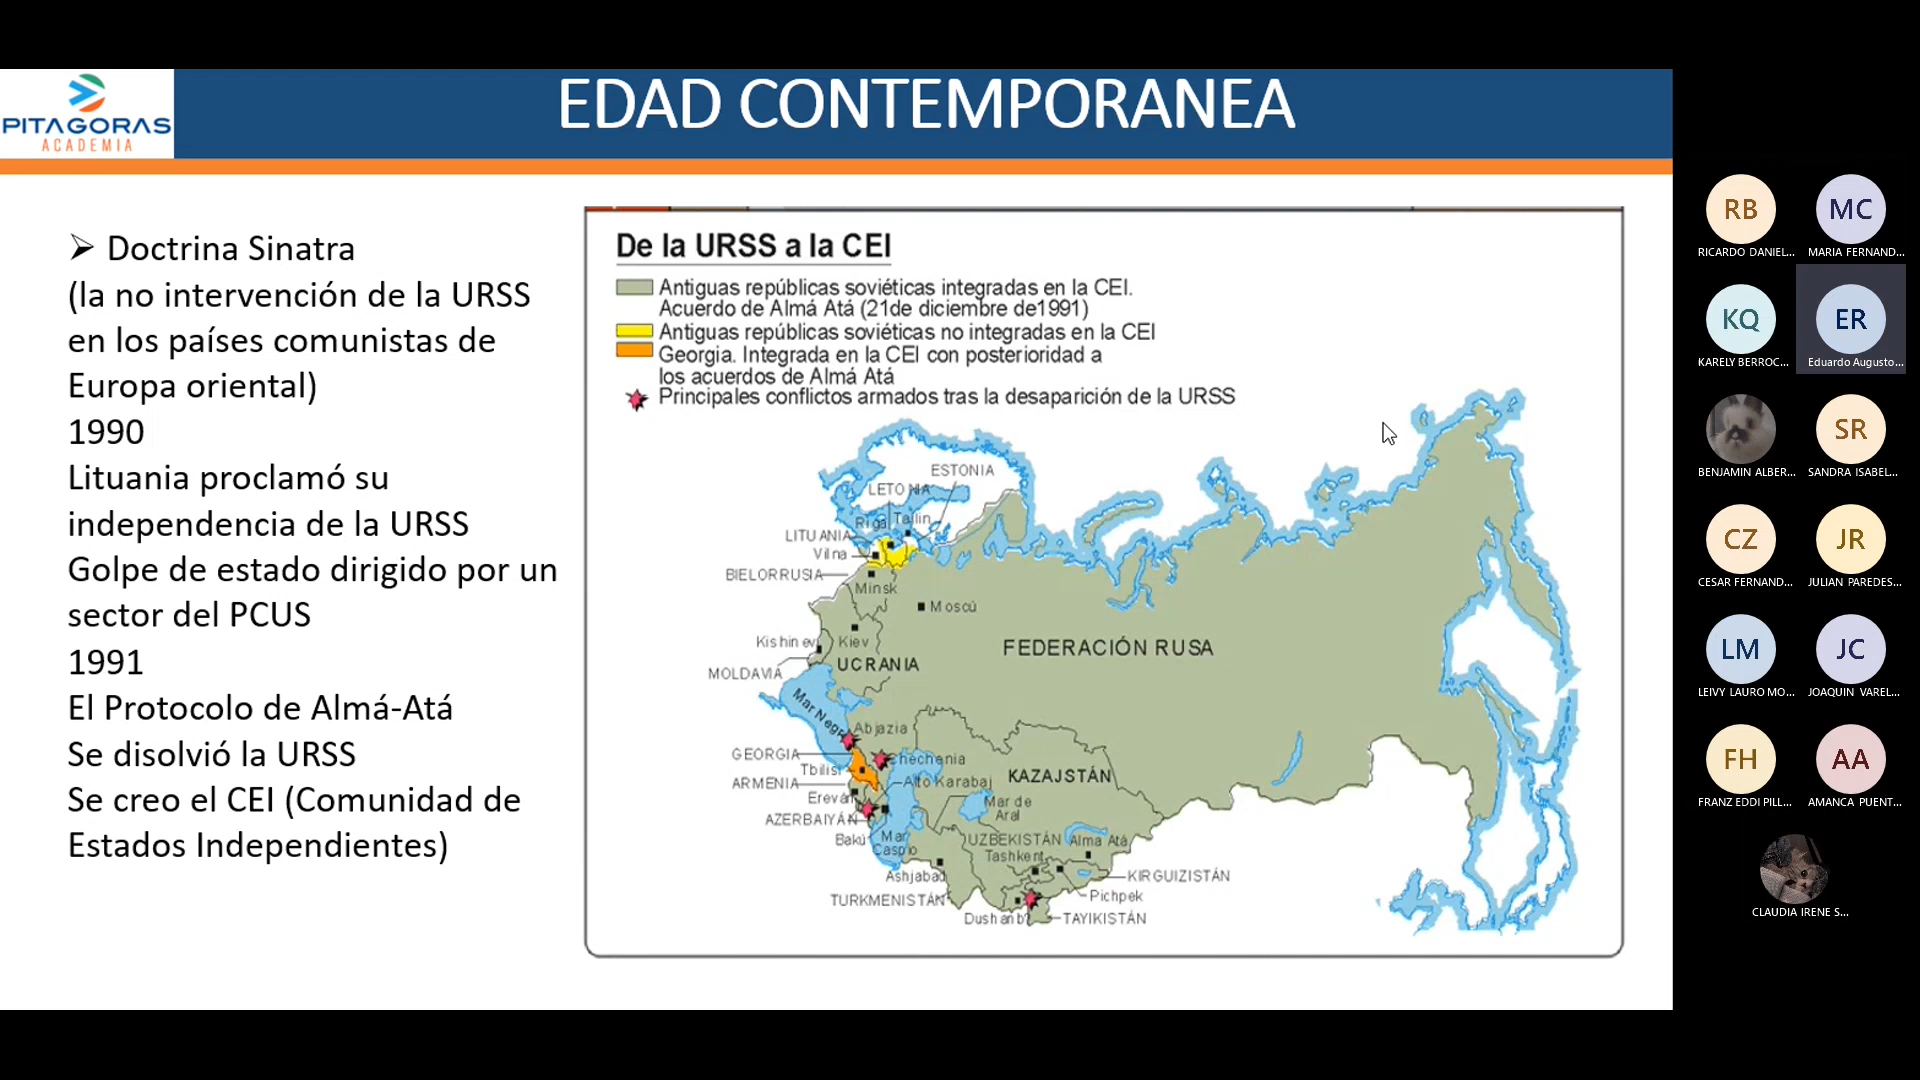 PITAGORAS
ACADEMIA
EDAD CONTEMPORANEA
➢ Doctrina Sinatra
(la no intervención de la URSS
en los países comunistas de
Europa oriental)
1990
Lituania proclamó su
independencia de la URSS
Golpe de estado dirigido por un
sector del PCUS
1991
El Protocolo de Almá-Atá
Se disolvió la URSS
Se creo el CEI (Comunidad de
Estados Independientes)
De la URSS a la CEI
Antiguas repúblicas soviéticas integradas en la CEI.
Acuerdo de Almá Atá (21de diciembre de1991)
Antiguas repúblicas soviéticas no integradas en la CEI
Georgia. Integrada en la CEI con posterioridad a
los acuerdos de Almá Atá
Principales conflictos armados tras la desaparición de la URSS
ESTONIA
LETONIA
Riga
Tallin
LITUANIA
Vilna
BIELORRUSIA
Minsk
Moscú
Kishinev
Kiev
FEDERACIÓN RUSA
UCRANIA
MOLDAVIA
Mar Negro
Abjazia
GEORGIA
Chechenia
Tbilisi
KAZAJSTÁN
ARMENIA
Alto Karabaj
Ereván
Mar de
Aral
AZERBAIYÁN
Bakú
Mar
Caspio
UZBEKISTÁN
Alma Atá
Tashkent
Ashjabad
KIRGUIZISTÁN
TURKMENISTÁN
Pichpek
Dushanbé
TAYIKISTÁN
RB
RICARDO DANIEL...
MC
MARIA FERNAND...
KQ
KARELY BERROC...
ER
Eduardo Augusto...
BENJAMIN ALBER...
SR
SANDRA ISABEL...
CZ
CESAR FERNAND...
JR
JULIAN PAREDES...
LM
LEIVY LAURO MO...
JC
JOAQUIN VAREL...
FH
FRANZ EDDI PILL...
AA
AMANCA PUENT...
CLAUDIA IRENE S...